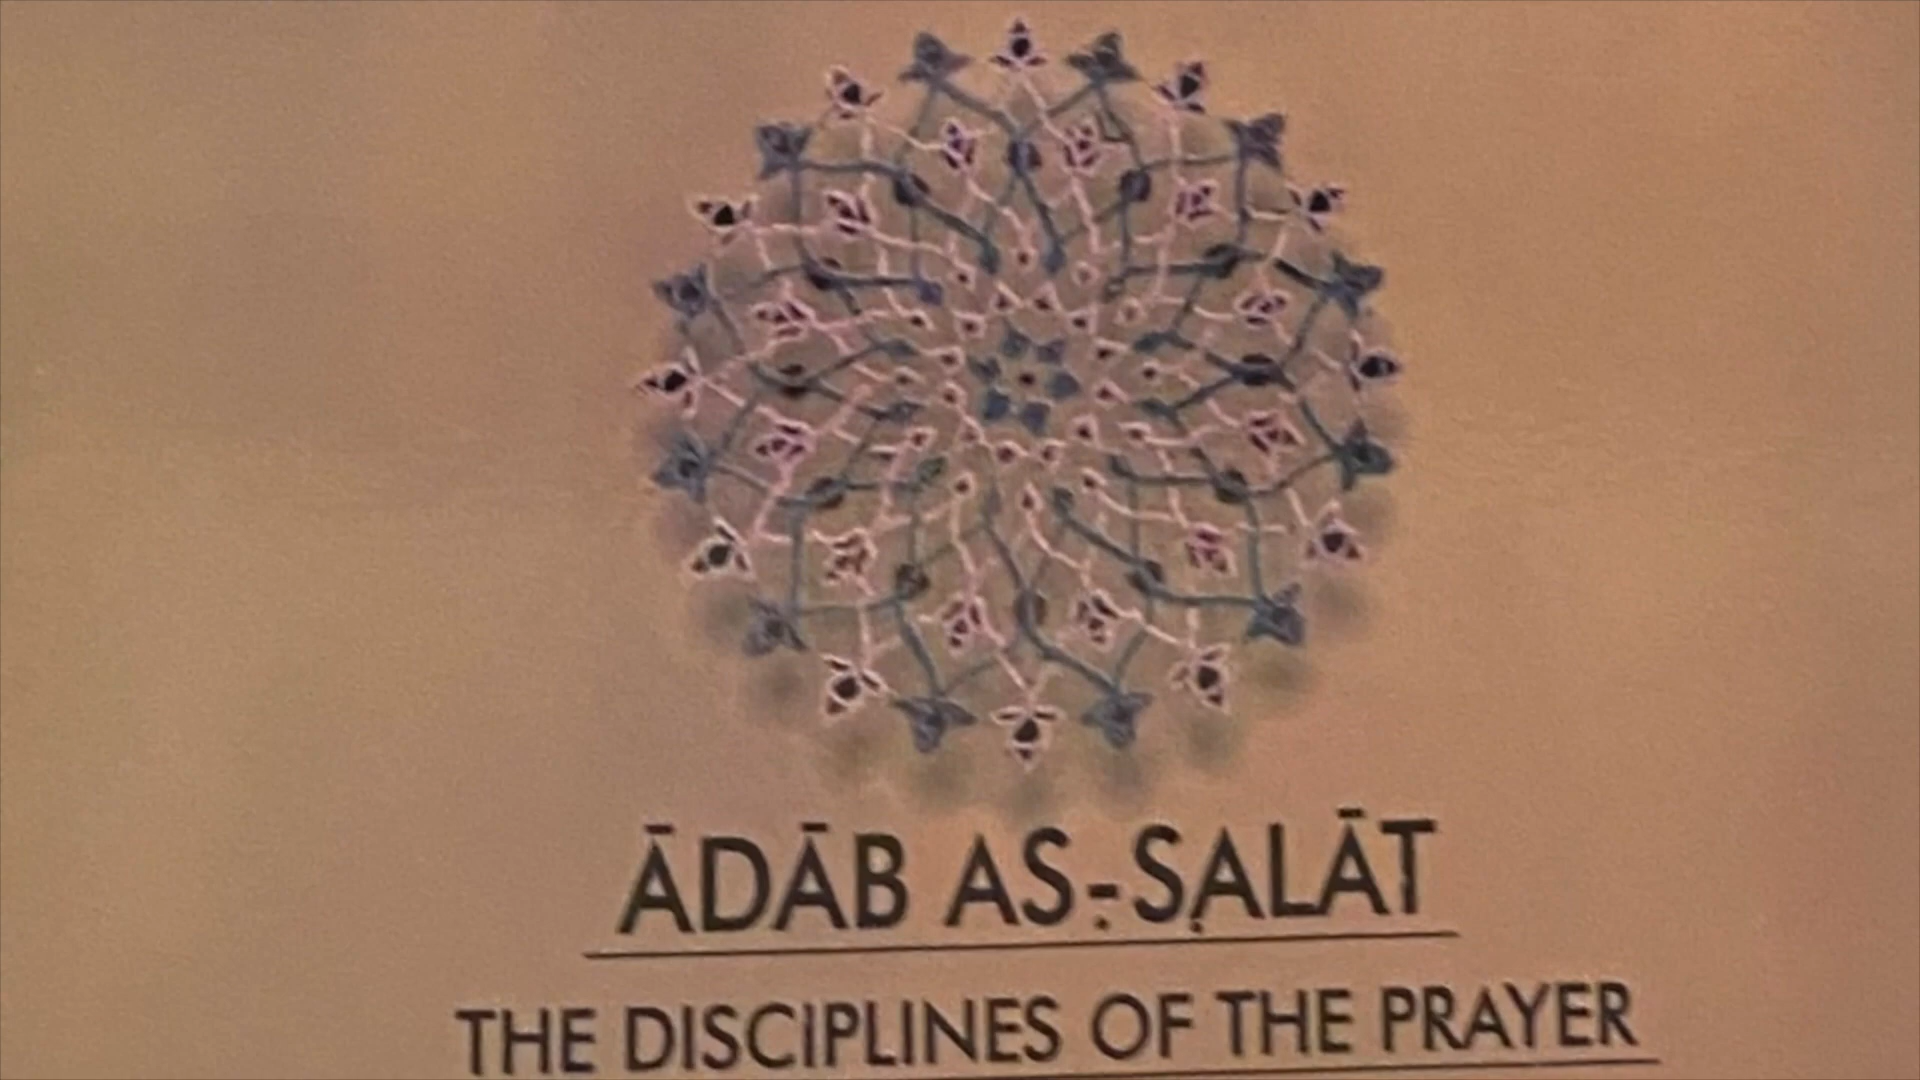 ĀDĀB AS-ṢALĀT
THE DISCIPLINES OF THE PRAYER